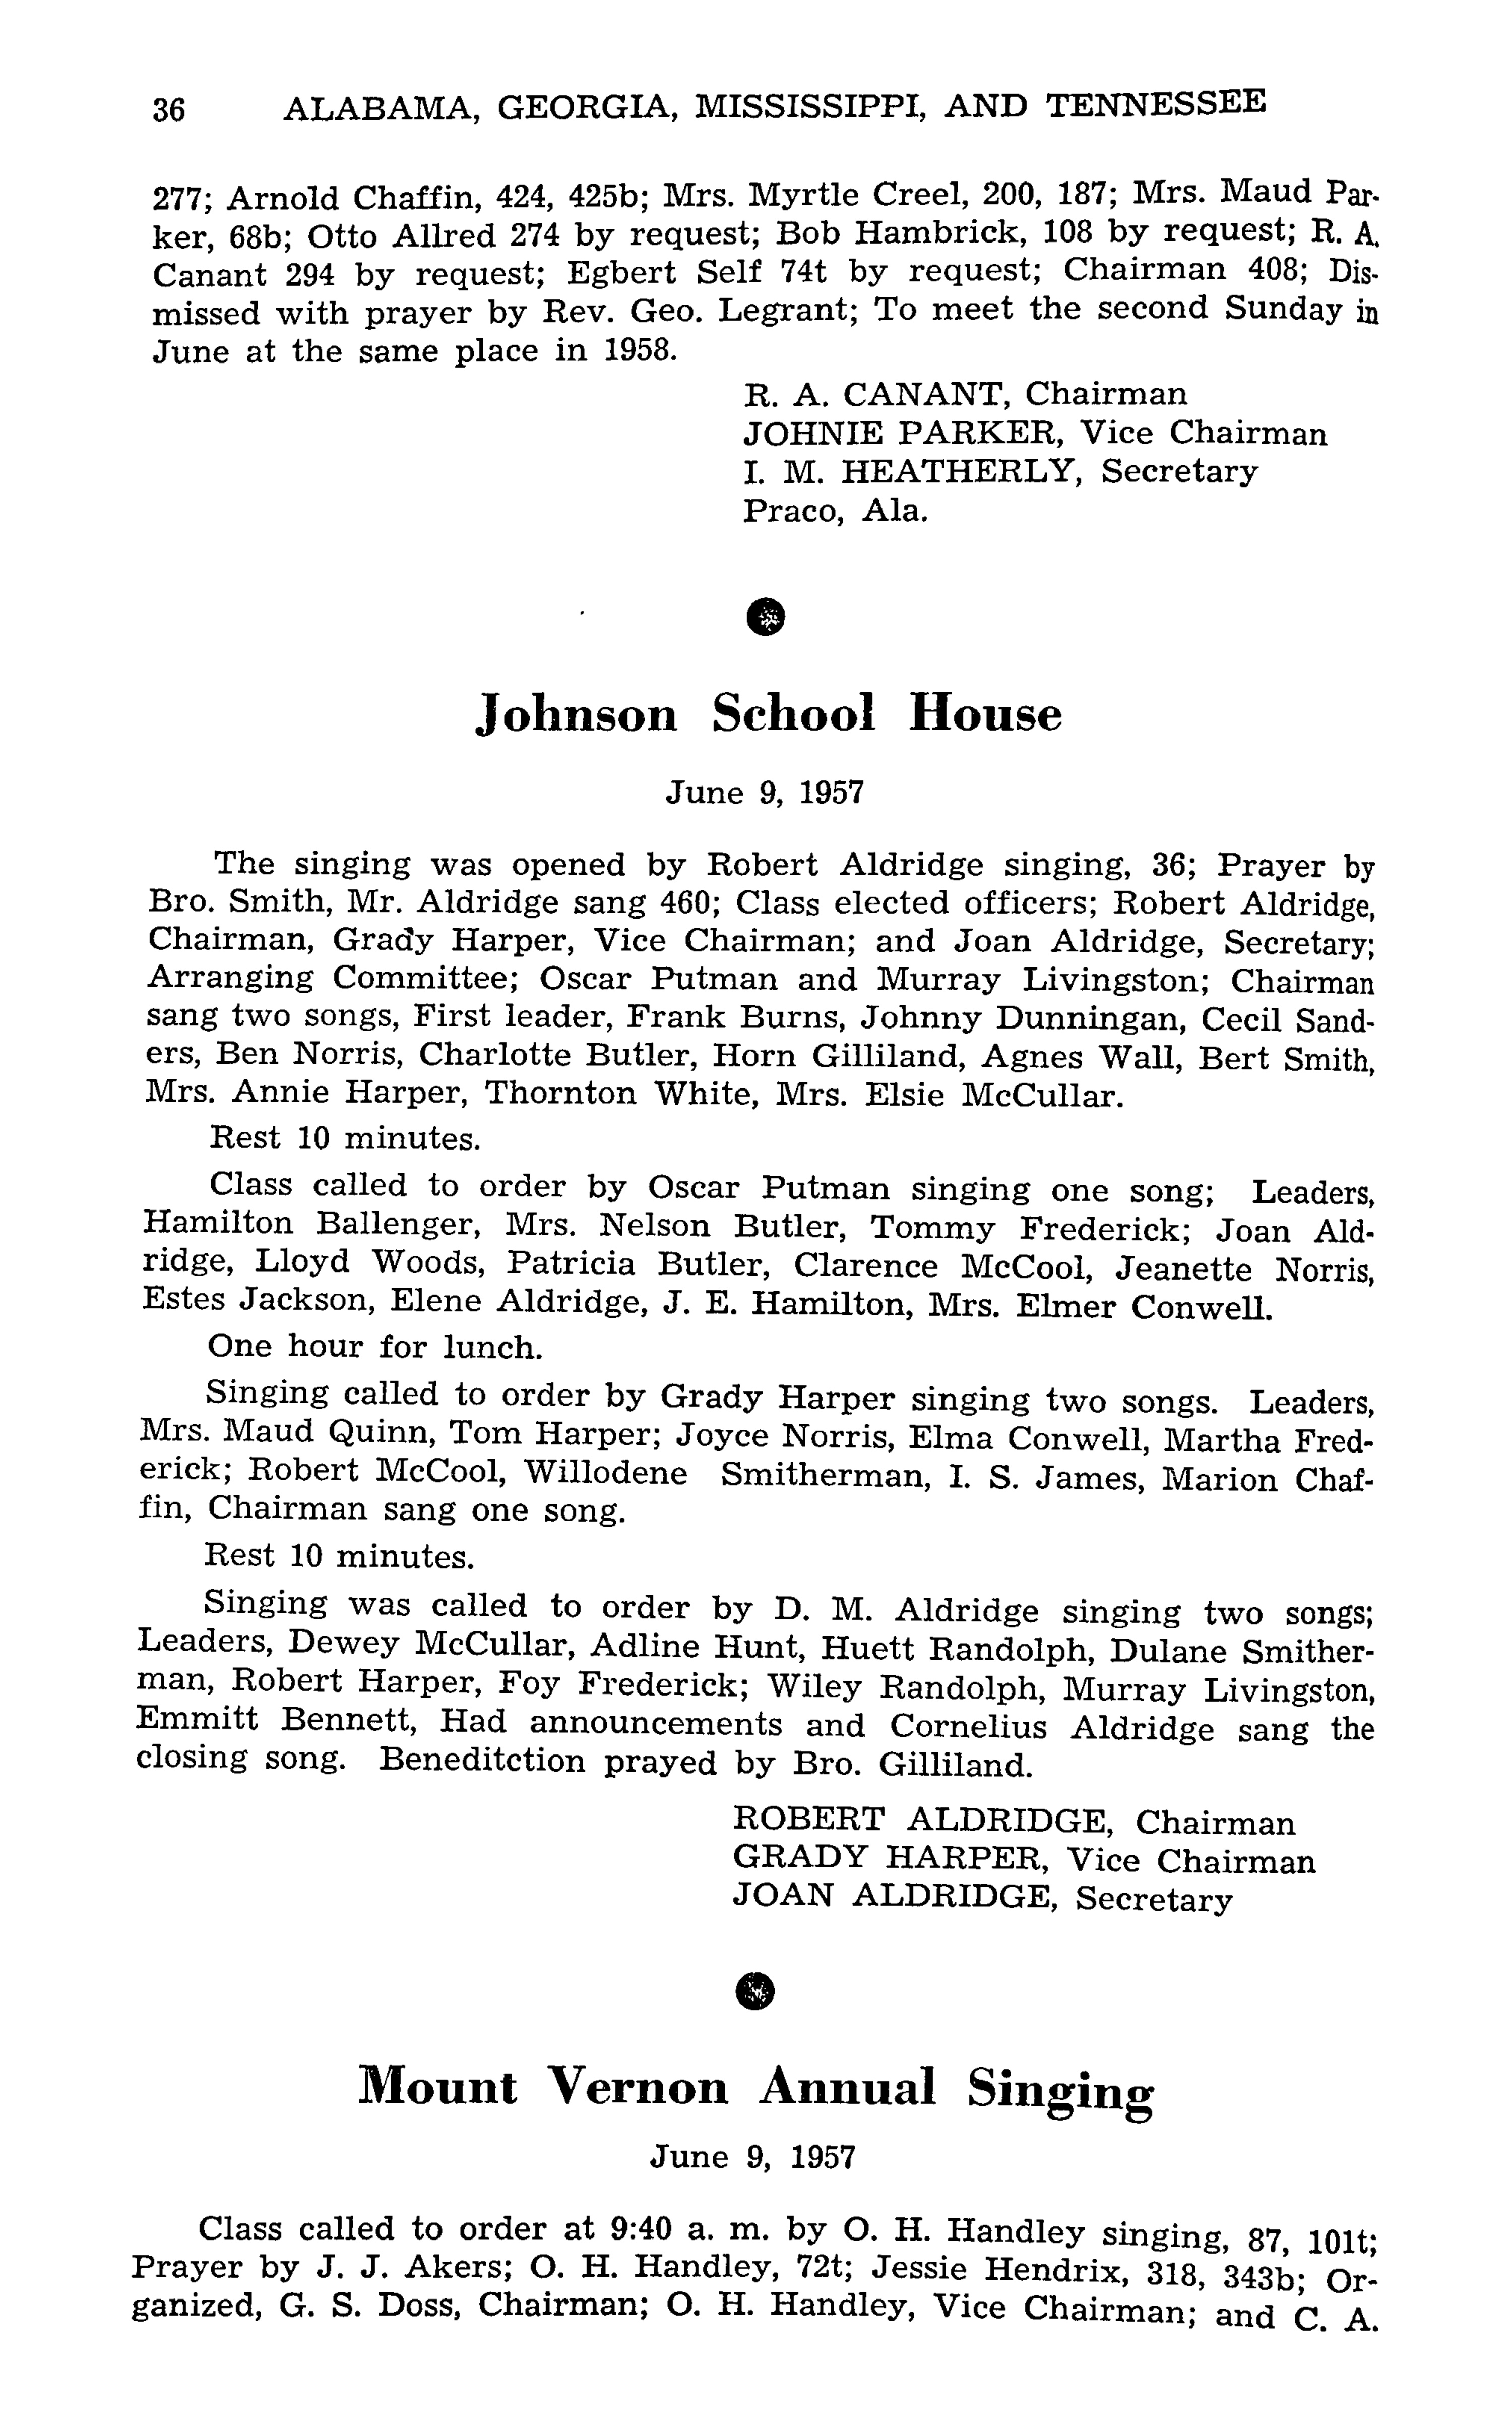 36 ALABAMA, GEORGIA, MISSISSIPPI, AND TENNESSEE
277; Arnold Chaffin, 424, 425b; Mrs. Myrtle Creel, 200, 187; Mrs. Maud Par-
ker, 68b; Otto Allred 274 by request; Bob Hambrick, 108 by request; R. A.
Canant 294 by request; Egbert Self 74t by request; Chairman 408; Dis-
missed with prayer by Rev. Geo. Legrant; To meet the second Sunday in
June at the same place in 1958.
R. A. CANANT, Chairman
JOHNIE PARKER, Vice Chairman
I. M. HEATHERLY, Secretary
Praco, Ala.
Johnson School House
June 9, 1957
The singing was opened by Robert Aldridge singing, 36; Prayer by
Bro. Smith, Mr. Aldridge sang 460; Class elected officers; Robert Aldridge,
Chairman, Grady Harper, Vice Chairman; and Joan Aldridge, Secretary;
Arranging Committee; Oscar Putman and Murray Livingston; Chairman
sang two songs, First leader, Frank Burns, Johnny Dunningan, Cecil Sand-
ers, Ben Norris, Charlotte Butler, Horn Gilliland, Agnes Wall, Bert Smith,
Mrs. Annie Harper, Thornton White, Mrs. Elsie McCullar.
Rest 10 minutes.
Class called to order by Oscar Putman singing one song; Leaders,
Hamilton Ballenger, Mrs. Nelson Butler, Tommy Frederick; Joan Ald-
ridge, Lloyd Woods, Patricia Butler, Clarence McCool, Jeanette Norris,
Estes Jackson, Elene Aldridge, J. E. Hamilton, Mrs. Elmer Conwell.
One hour for lunch.
Singing called to order by Grady Harper singing two songs. Leaders,
Mrs. Maud Quinn, Tom Harper; Joyce Norris, Elma Conwell, Martha Fred-
erick; Robert McCool, Willodene Smitherman, I. S. James, Marion Chaf-
fin, Chairman sang one song.
Rest 10 minutes.
Singing was called to order by D. M. Aldridge singing two songs;
Leaders, Dewey McCullar, Adline Hunt, Huett Randolph, Dulane Smither-
man, Robert Harper, Foy Frederick; Wiley Randolph, Murray Livingston,
Emmitt Bennett, Had announcements and Cornelius Aldridge sang the
closing song. Beneditction prayed by Bro. Gilliland.
ROBERT ALDRIDGE, Chairman
GRADY HARPER, Vice Chairman
JOAN ALDRIDGE, Secretary
Mount Vernon Annual Singing
June 9, 1957
Class called to order at 9:40 a. m. by O. H. Handley singing, 87, 101t;
Prayer by J. J. Akers; O. H. Handley, 72t; Jessie Hendrix, 318, 343b; Or-
ganized, G. S. Doss, Chairman; O. H. Handley, Vice Chairman; and C. A.